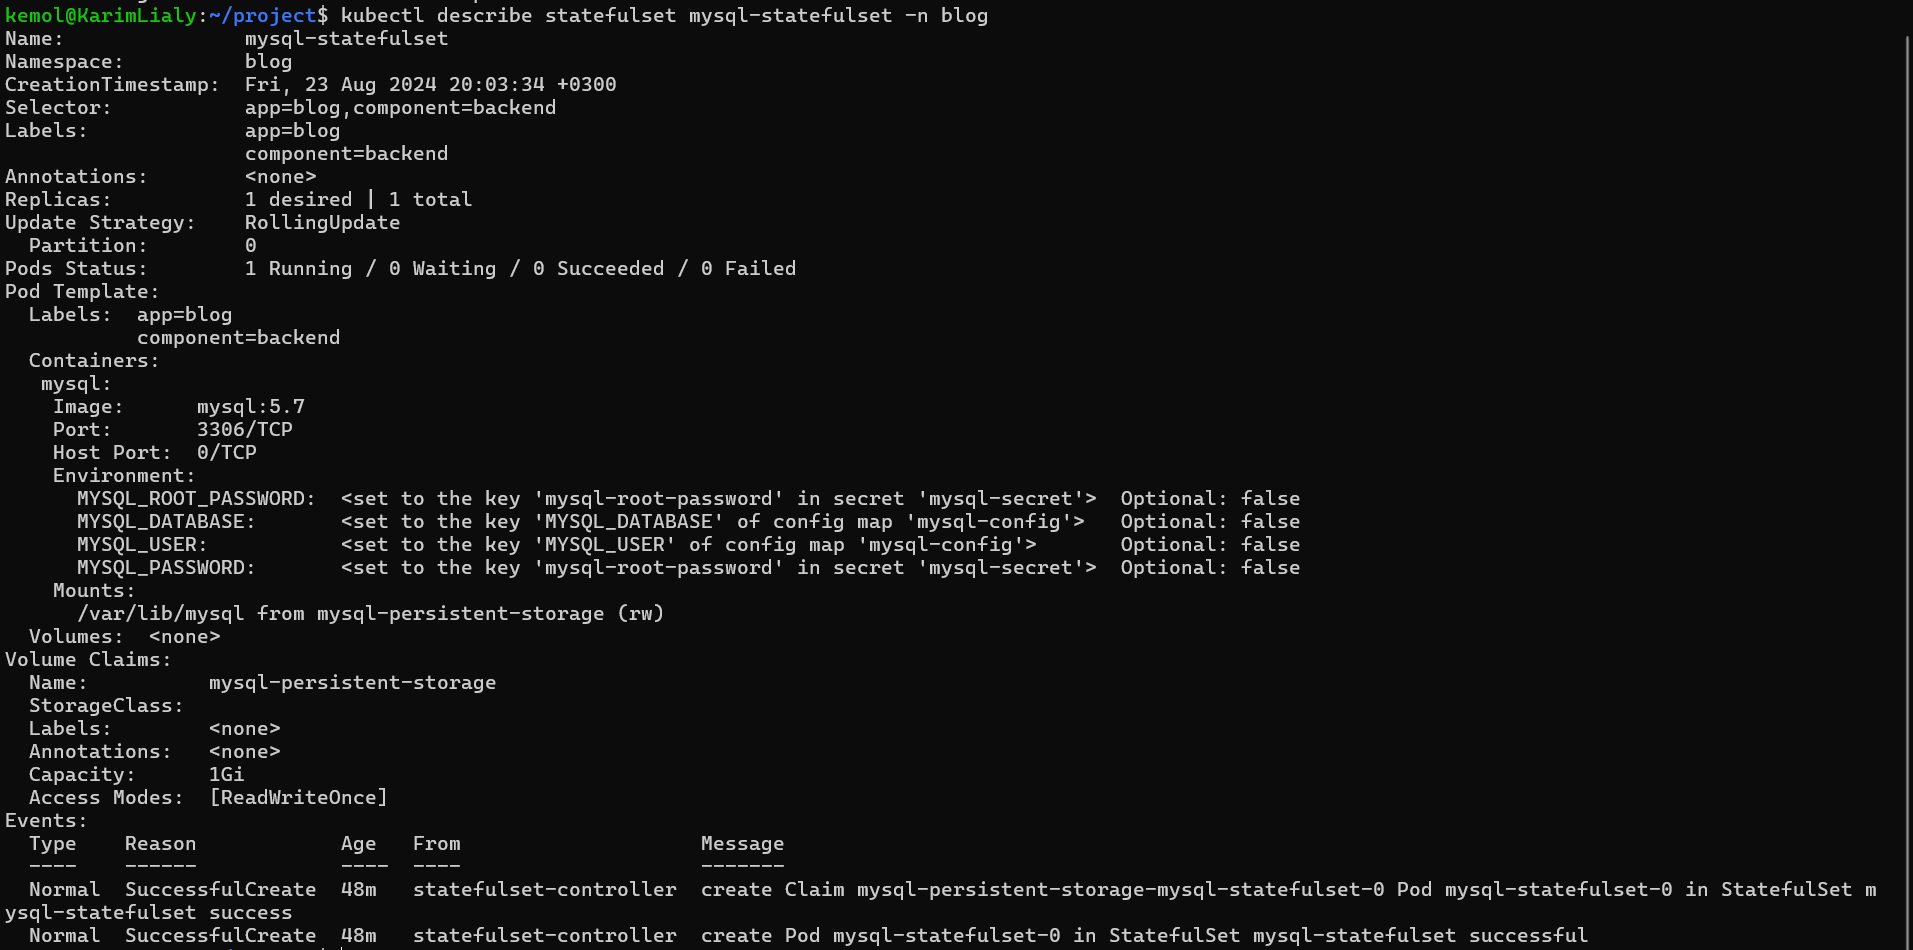 kemol@KarimLialy:~/project$ kubectl describe statefulset mysql-statefulset -n blog
Name:               mysql-statefulset
Namespace:          blog
CreationTimestamp:  Fri, 23 Aug 2024 20:03:34 +0300
Selector:           app=blog,component=backend
Labels:             app=blog
                    component=backend
Annotations:        <none>
Replicas:           1 desired | 1 total
Update Strategy:    RollingUpdate
  Partition:        0
Pods Status:        1 Running / 0 Waiting / 0 Succeeded / 0 Failed
Pod Template:
  Labels:  app=blog
           component=backend
  Containers:
   mysql:
    Image:      mysql:5.7
    Port:       3306/TCP
    Host Port:  0/TCP
    Environment:
      MYSQL_ROOT_PASSWORD:  <set to the key 'mysql-root-password' in secret 'mysql-secret'>  Optional: false
      MYSQL_DATABASE:       <set to the key 'MYSQL_DATABASE' of config map 'mysql-config'>   Optional: false
      MYSQL_USER:           <set to the key 'MYSQL_USER' of config map 'mysql-config'>       Optional: false
      MYSQL_PASSWORD:       <set to the key 'mysql-root-password' in secret 'mysql-secret'>  Optional: false
    Mounts:
      /var/lib/mysql from mysql-persistent-storage (rw)
  Volumes:  <none>
Volume Claims:
  Name:          mysql-persistent-storage
  StorageClass:
  Labels:        <none>
  Annotations:   <none>
  Capacity:      1Gi
  Access Modes:  [ReadWriteOnce]
Events:
  Type    Reason            Age   From                    Message
  ----    ------            ----  ----                    -------
  Normal  SuccessfulCreate  48m   statefulset-controller  create Claim mysql-persistent-storage-mysql-statefulset-0 Pod mysql-statefulset-0 in StatefulSet m
ysql-statefulset success
  Normal  SuccessfulCreate  48m   statefulset-controller  create Pod mysql-statefulset-0 in StatefulSet mysql-statefulset successful